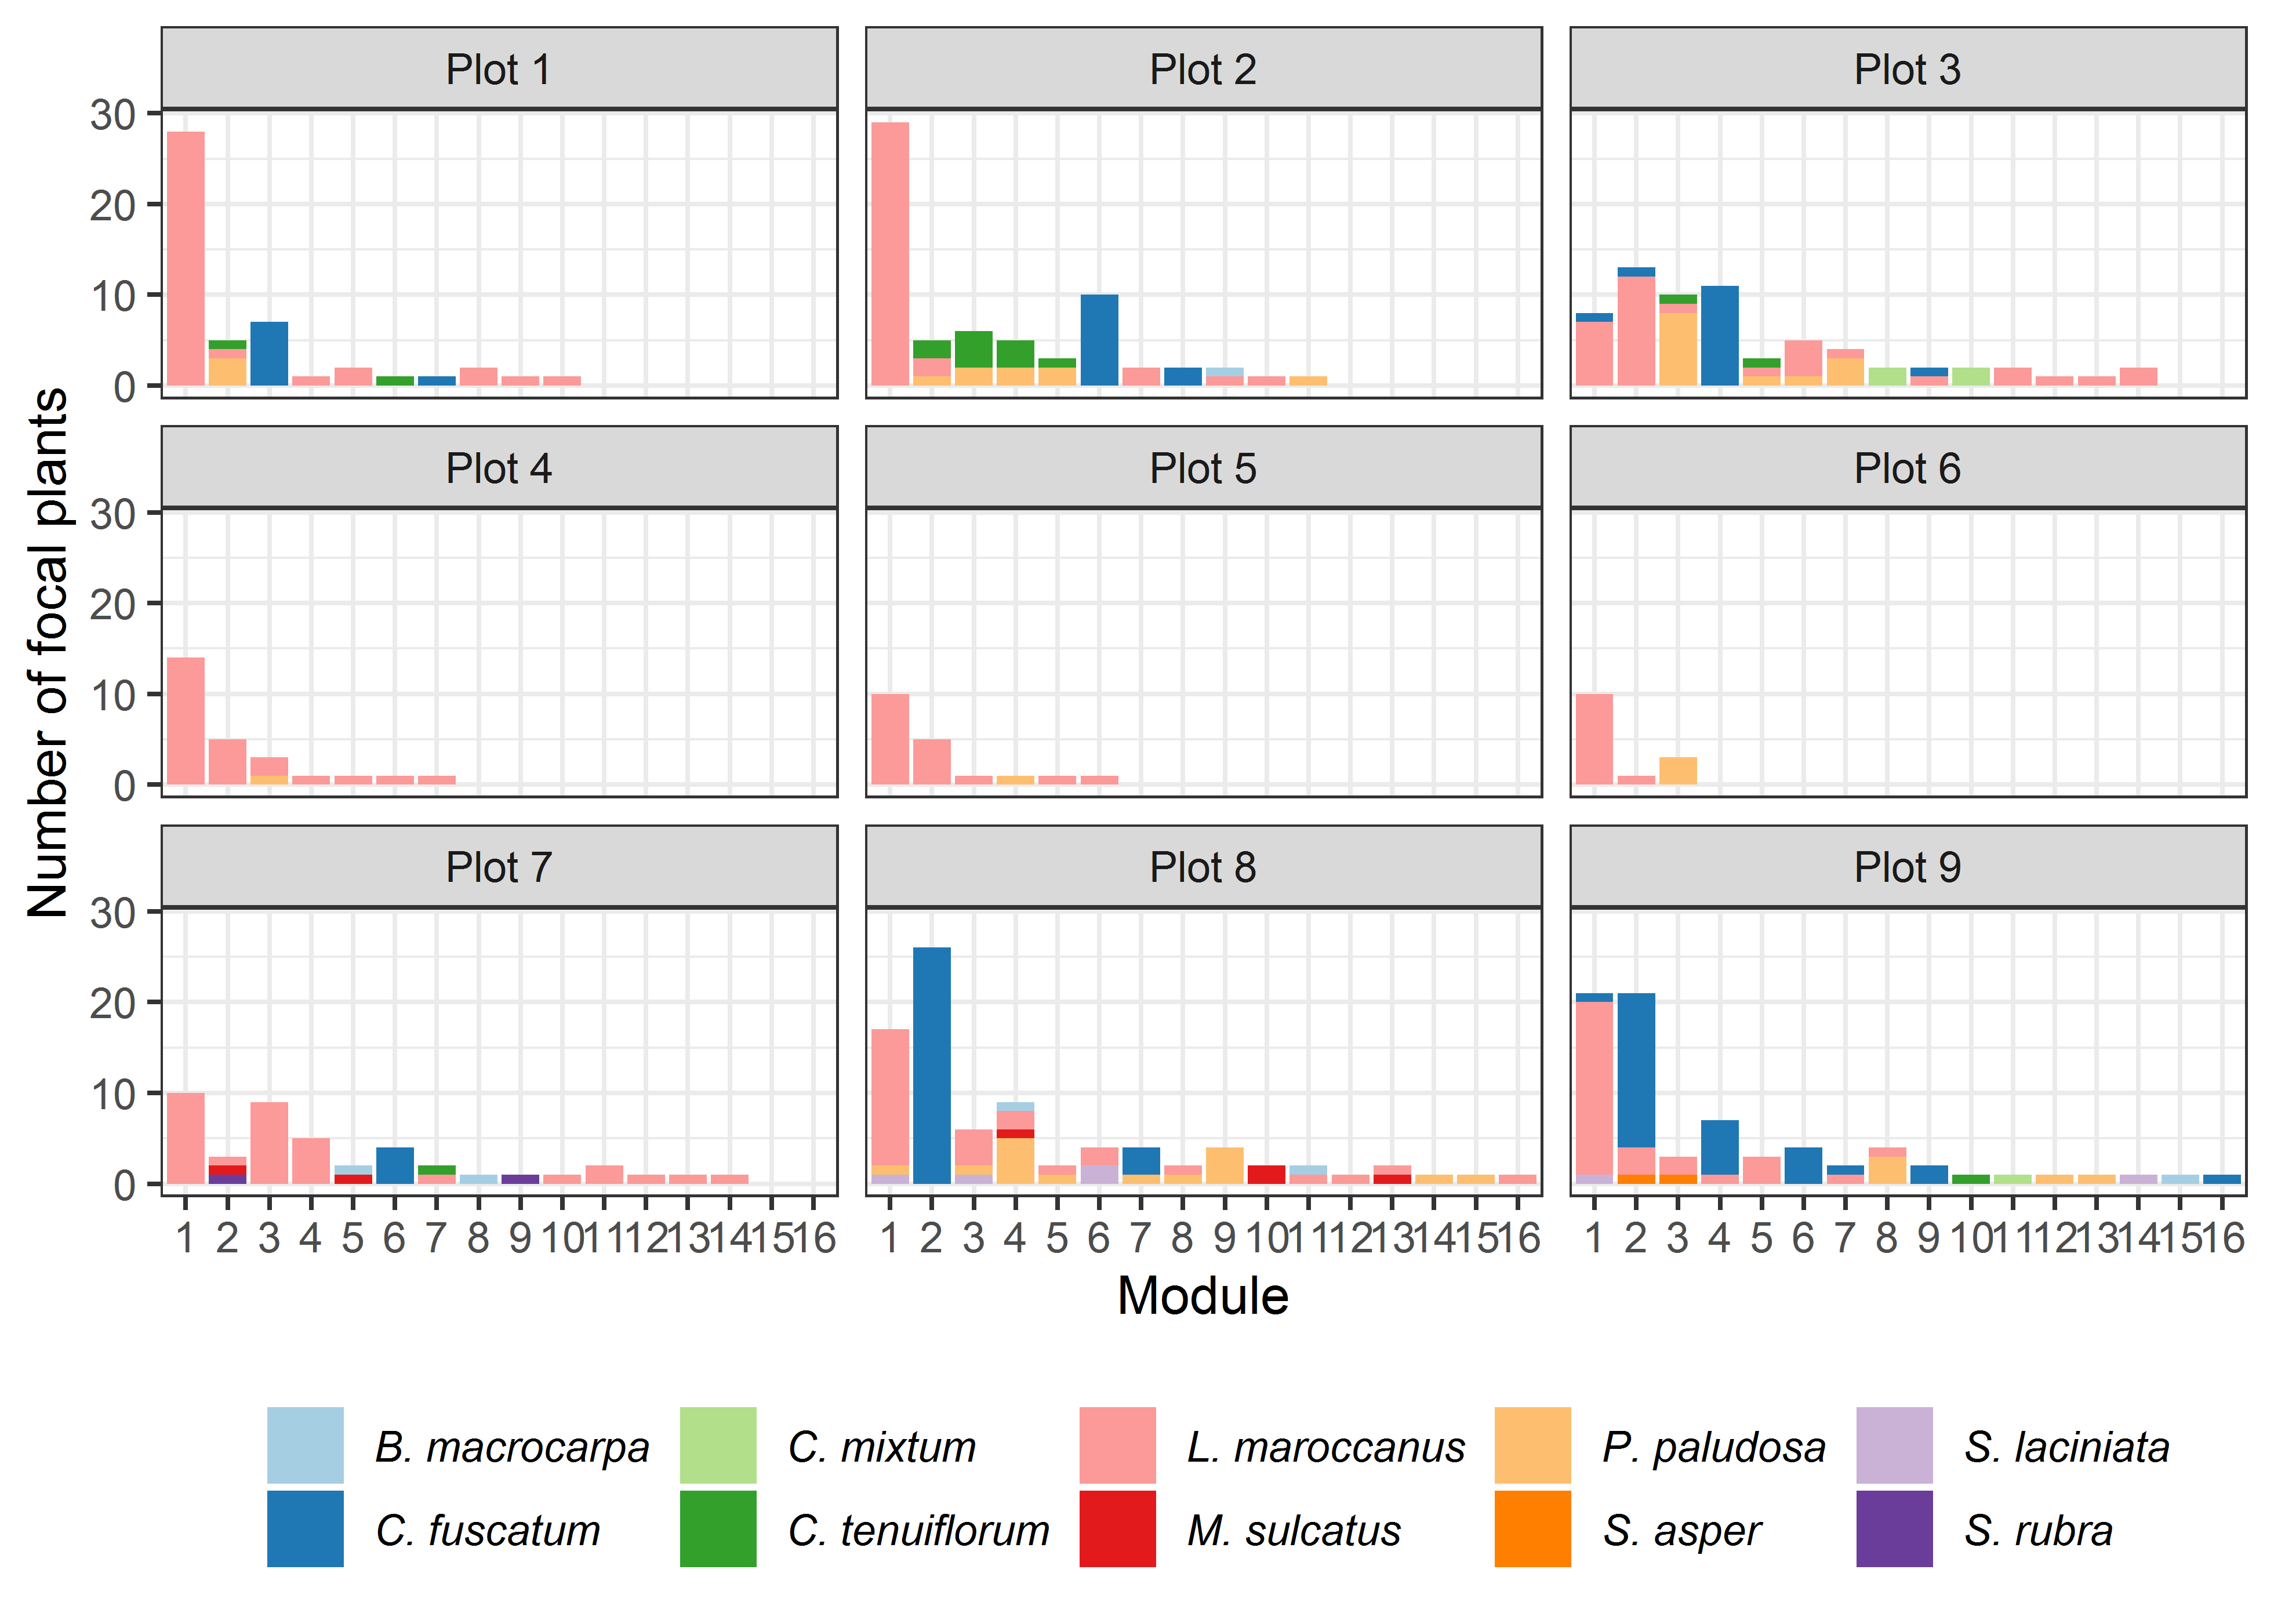 Plot 1 Plot 2 Plot 3
30
20
10
0
Plot 4 Plot 5 Plot 6
30
20
10
0
Number of focal plants
Plot 7 Plot 8 Plot 9
30
20
10
0
1 2 3 4 5 6 7 8 9 10 11 12 13 14 15 16 1 2 3 4 5 6 7 8 9 10 11 12 13 14 15 16 1 2 3 4 5 6 7 8 9 10 11 12 13 14 15 16
Module
B. macrocarpa C. mixtum L. maroccanus P. paludosa S. laciniata
C. fuscatum C. tenuiflorum M. sulcatus S. asper S. rubra